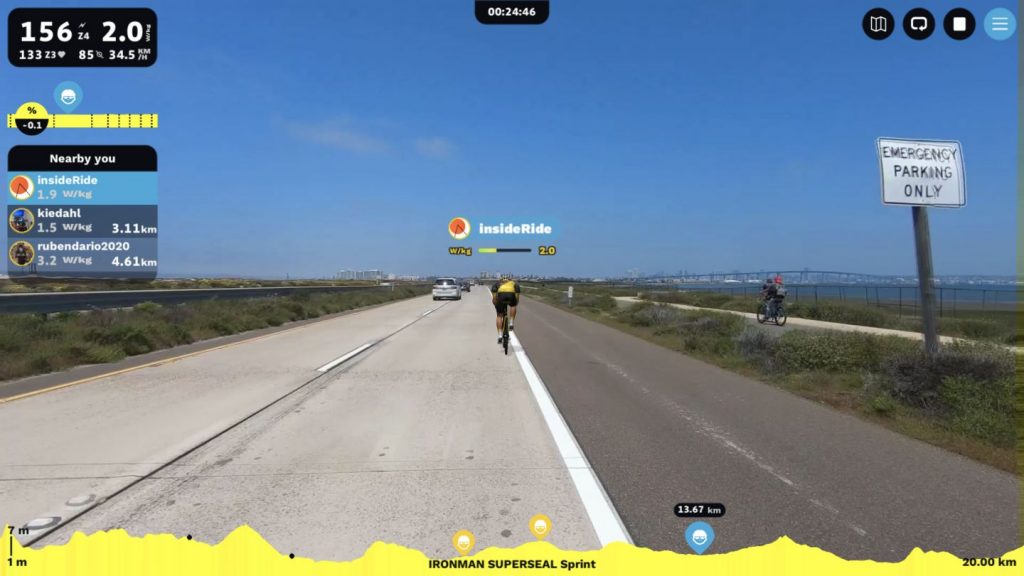 00:24:46
156 Z4 2.0 W/kg
133 Z3 85 34.5 KM/H
%
-0.1
Nearby you
insideRide
1.9 W/kg
kiedahl
1.5 W/kg 3.11km
rubendario2020
3.2 W/kg 4.61km
insideRide
W/kg 2.0
EMERGENCY
PARKING
ONLY
13.67 km
7 m
1 m
IRONMAN SUPERSEAL Sprint
20.00 km